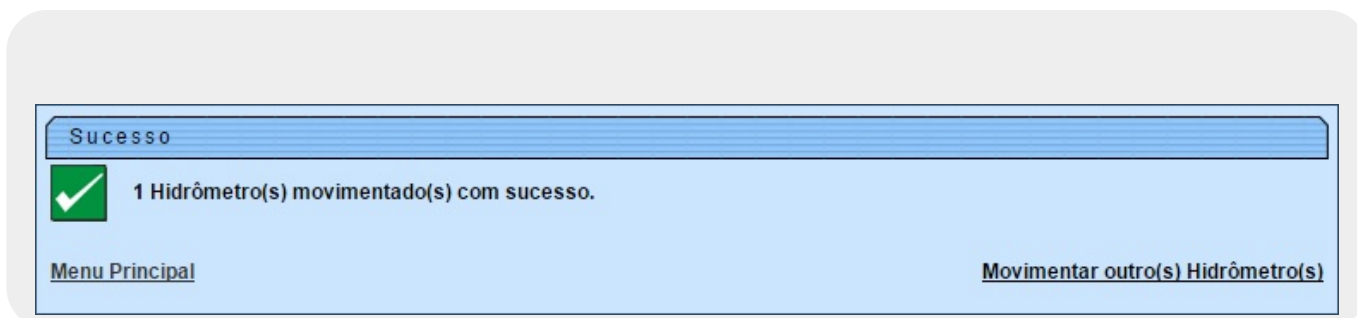 Sucesso
1 Hidrômetro(s) movimentado(s) com sucesso.
Menu Principal
Movimentar outro(s) Hidrômetro(s)